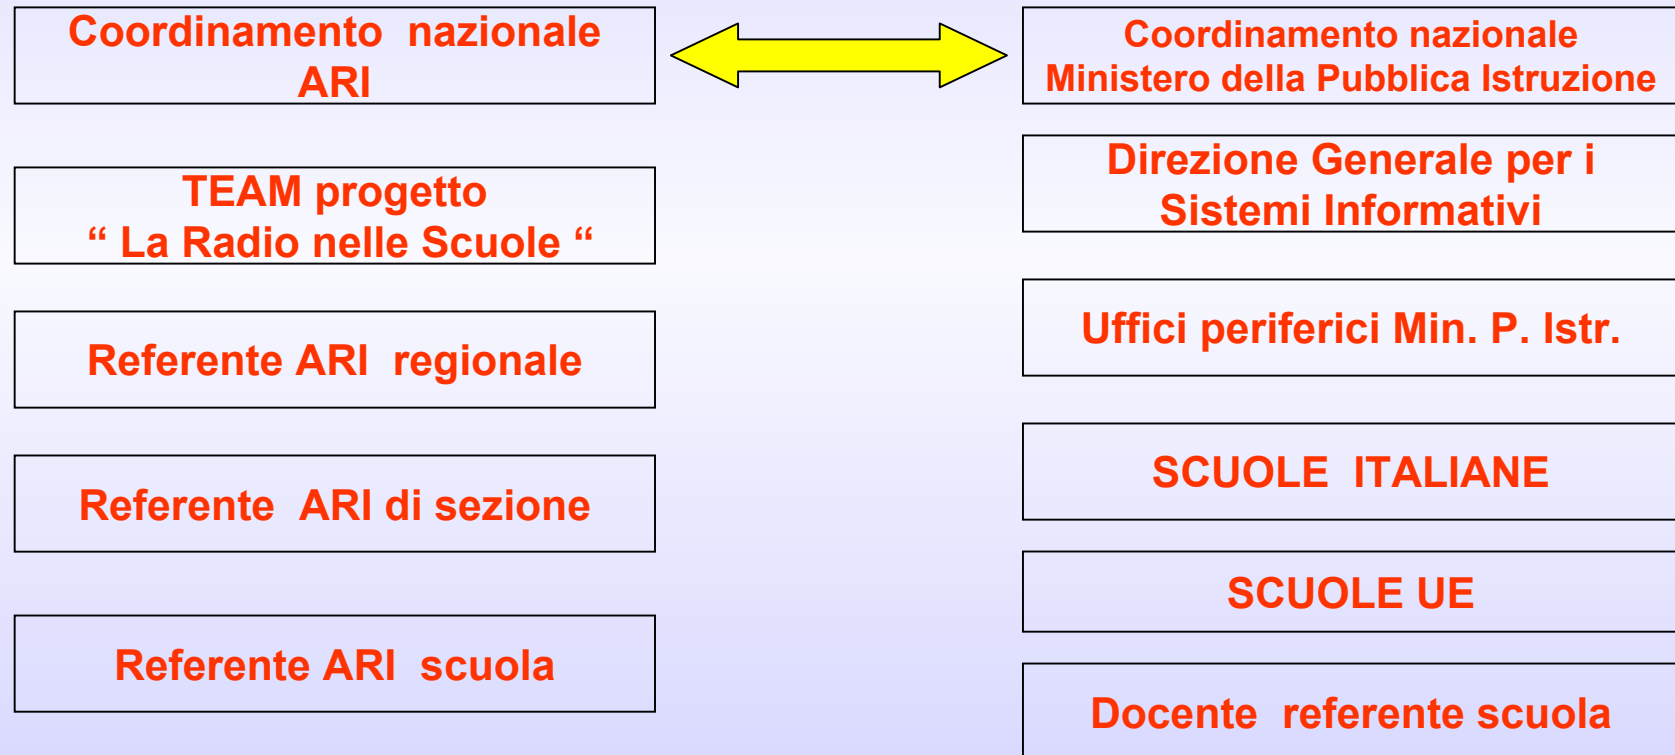 Coordinamento  nazionale
ARI
TEAM progetto
“ La Radio nelle Scuole “
Referente ARI  regionale
Referente  ARI di sezione
Referente ARI  scuola
Coordinamento nazionale
Ministero della Pubblica Istruzione
Direzione Generale per i
Sistemi Informativi
Uffici periferici Min. P. Istr.
SCUOLE  ITALIANE
SCUOLE UE
Docente  referente scuola